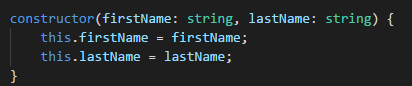 constructor(firstName: string, lastName: string) {
    this.firstName = firstName;
    this.lastName = lastName;
}